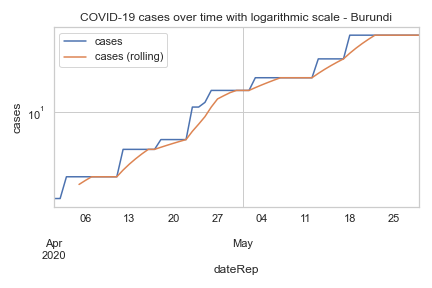 COVID-19 cases over time with logarithmic scale - Burundi
cases
cases (rolling)
cases
10¹
06 13 20 27 04 11 18 25
Apr May
2020
dateRep